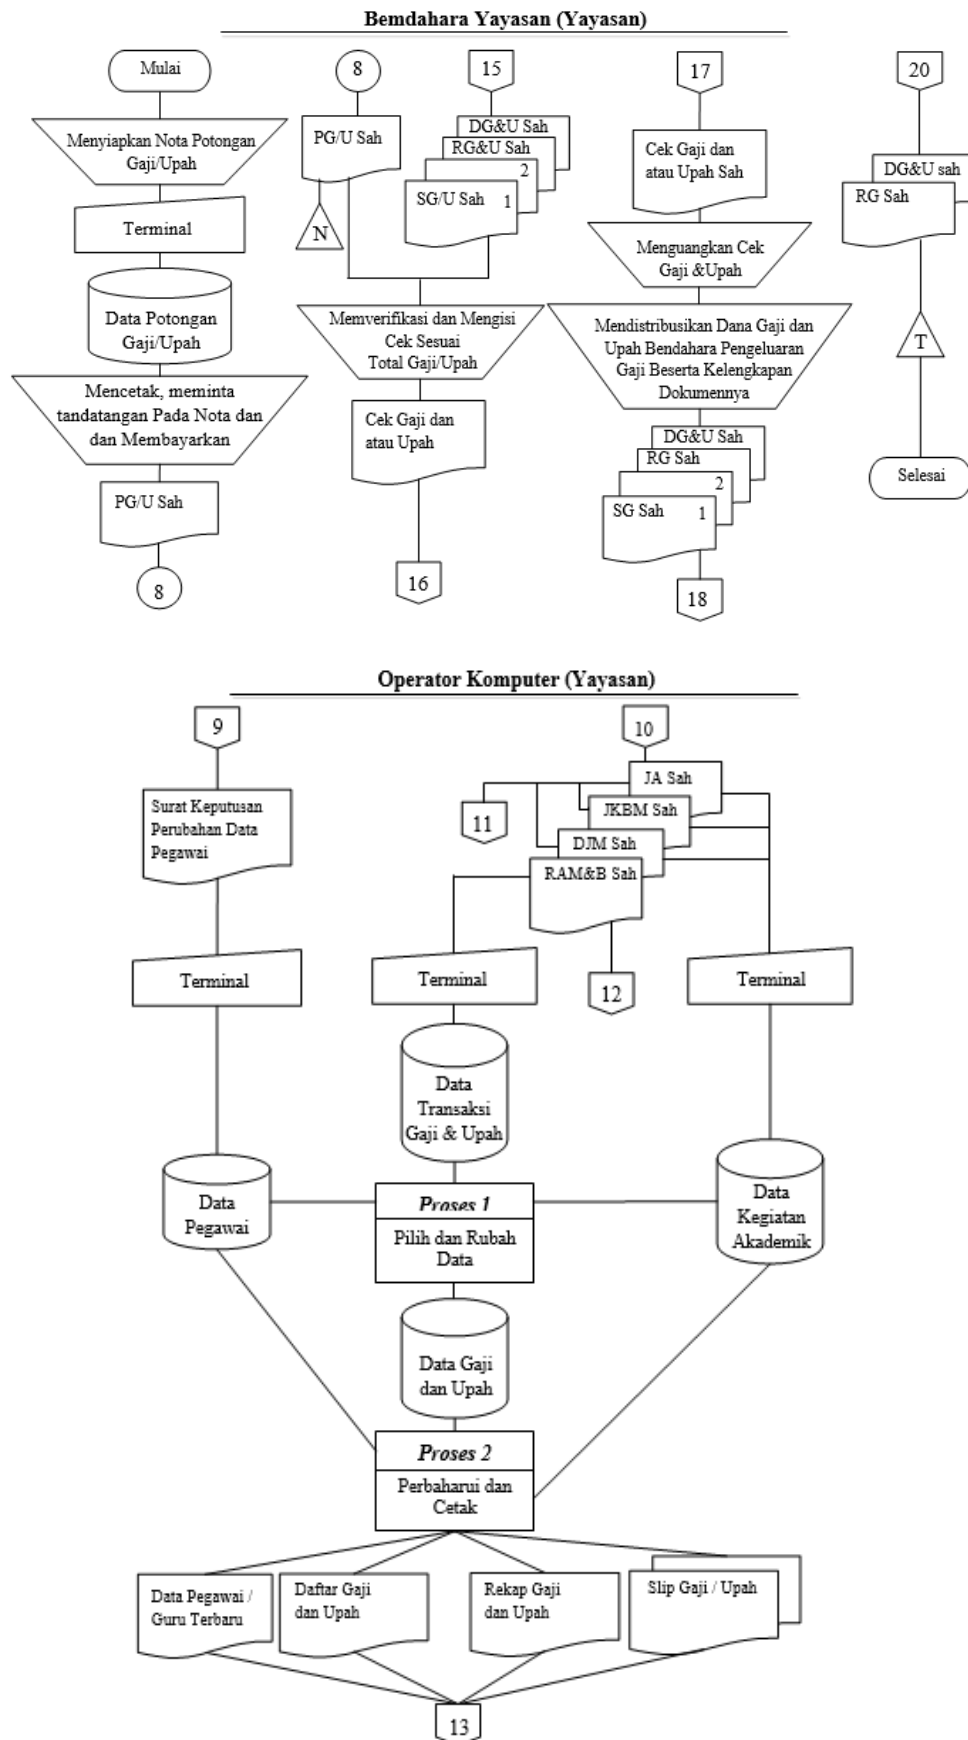 Bemdahara Yayasan (Yayasan)
Mulai
Menyiapkan Nota Potongan
Gaji/Upah
Terminal
Data Potongan
Gaji/Upah
Mencetak, meminta
tandatangan Pada Nota dan
dan Membayarkan
PG/U Sah
8
8
PG/U Sah
N
15
DG&U Sah
RG&U Sah
2
SG/U Sah 1
Memverifikasi dan Mengisi
Cek Sesuai
Total Gaji/Upah
Cek Gaji dan
atau Upah
16
17
Cek Gaji dan
atau Upah Sah
Menguangkan Cek
Gaji &Upah
Mendistribusikan Dana Gaji dan
Upah Bendahara Pengeluaran
Gaji Beserta Kelengkapan
Dokumennya
DG&U Sah
RG Sah
2
SG Sah 1
18
20
DG&U sah
RG Sah
T
Selesai
Operator Komputer (Yayasan)
9
Surat Keputusan
Perubahan Data
Pegawai
Terminal
Data
Pegawai
10
JA Sah
JKBM Sah
DJM Sah
RAM&B Sah
11
12
Terminal
Data
Transaksi
Gaji & Upah
Terminal
Data
Kegiatan
Akademik
Proses 1
Pilih dan Rubah
Data
Data Gaji
dan Upah
Proses 2
Perbaharui dan
Cetak
Data Pegawai /
Guru Terbaru
Daftar Gaji
dan Upah
Rekap Gaji
dan Upah
Slip Gaji / Upah
13